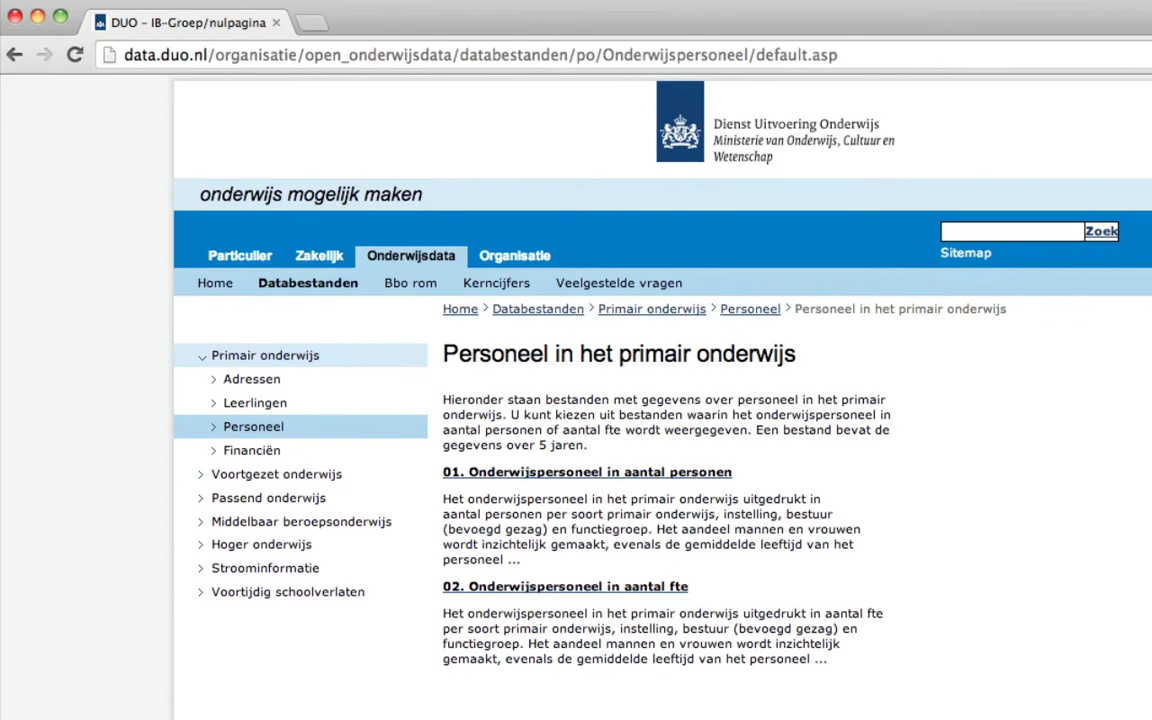 DUO - IB-Groep/nulpagina
data.duo.nl/organisatie/open_onderwijsdata/databestanden/po/Onderwijspersoneel/default.asp
Dienst Uitvoering Onderwijs
Ministerie van Onderwijs, Cultuur en
Wetenschap
onderwijs mogelijk maken
Zoek
Particulier Zakelijk Onderwijsdata Organisatie
Sitemap
Home Databestanden Bbo rom Kerncijfers Veelgestelde vragen
Home > Databestanden > Primair onderwijs > Personeel > Personeel in het primair onderwijs
Primair onderwijs
Adressen
Leerlingen
Personeel
Financiën
Voortgezet onderwijs
Passend onderwijs
Middelbaar beroepsonderwijs
Hoger onderwijs
Stroominformatie
Voortijdig schoolverlaten
Personeel in het primair onderwijs
Hieronder staan bestanden met gegevens over personeel in het primair
onderwijs. U kunt kiezen uit bestanden waarin het onderwijspersoneel in
aantal personen of aantal fte wordt weergegeven. Een bestand bevat de
gegevens over 5 jaren.
01. Onderwijspersoneel in aantal personen
Het onderwijspersoneel in het primair onderwijs uitgedrukt in
aantal personen per soort primair onderwijs, instelling, bestuur
(bevoegd gezag) en functiegroep. Het aandeel mannen en vrouwen
wordt inzichtelijk gemaakt, evenals de gemiddelde leeftijd van het
personeel ...
02. Onderwijspersoneel in aantal fte
Het onderwijspersoneel in het primair onderwijs uitgedrukt in aantal fte
per soort primair onderwijs, instelling, bestuur (bevoegd gezag) en
functiegroep. Het aandeel mannen en vrouwen wordt inzichtelijk
gemaakt, evenals de gemiddelde leeftijd van het personeel ...